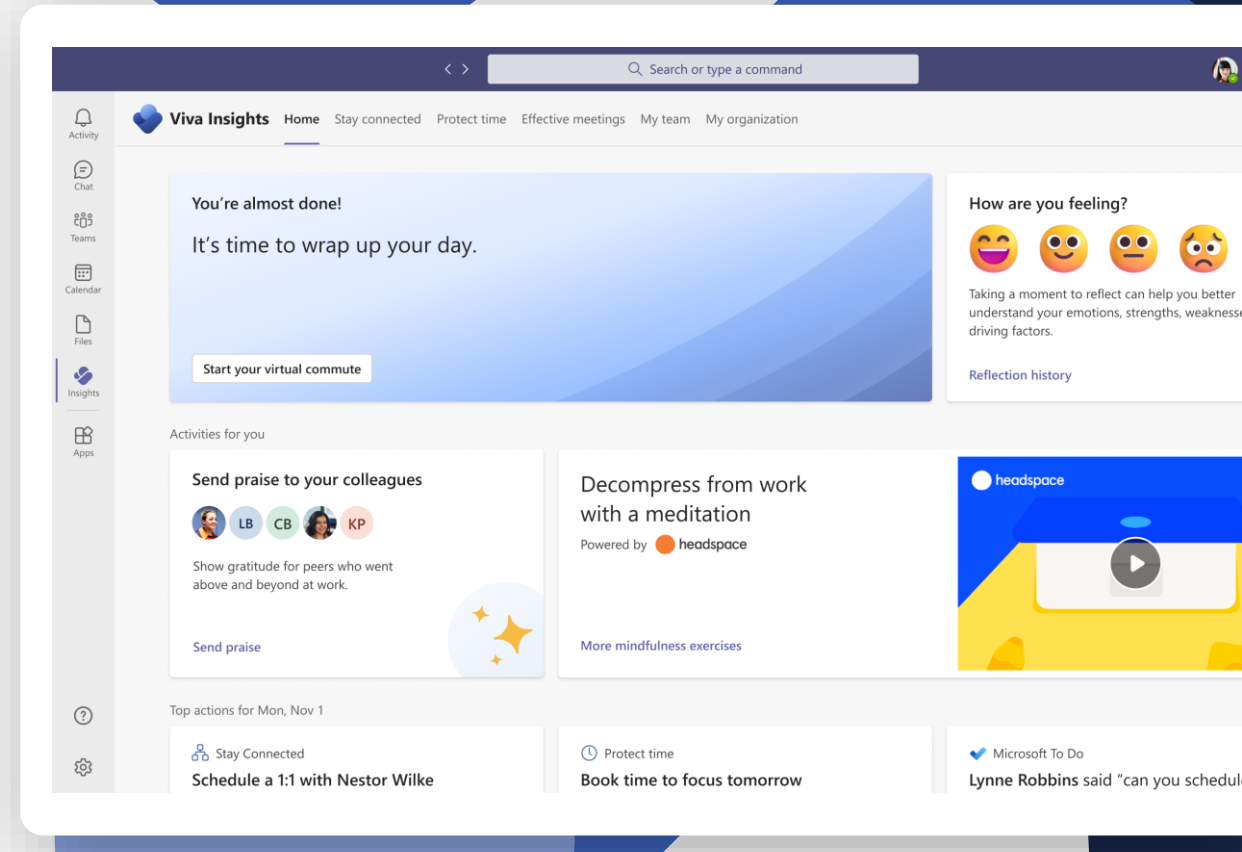 Search or type a command
Viva Insights Home Stay connected Protect time Effective meetings My team My organization
Activity
Chat
Teams
Calendar
Files
Insights
Apps
You're almost done!
It's time to wrap up your day.
Start your virtual commute
How are you feeling?
Taking a moment to reflect can help you better
understand your emotions, strengths,
driving factors.
Reflection history
Activities for you
Send praise to your colleagues
LB CB KP
Show gratitude for peers who went
above and beyond at work.
Send praise
Decompress from work
with a meditation
Powered by headspace
More mindfulness exercises
headspace
Top actions for Mon, Nov 1
Stay Connected
Schedule a 1:1 with Nestor Wilke
Protect time
Book time to focus tomorrow
Microsoft To Do
Lynne Robbins said "can you